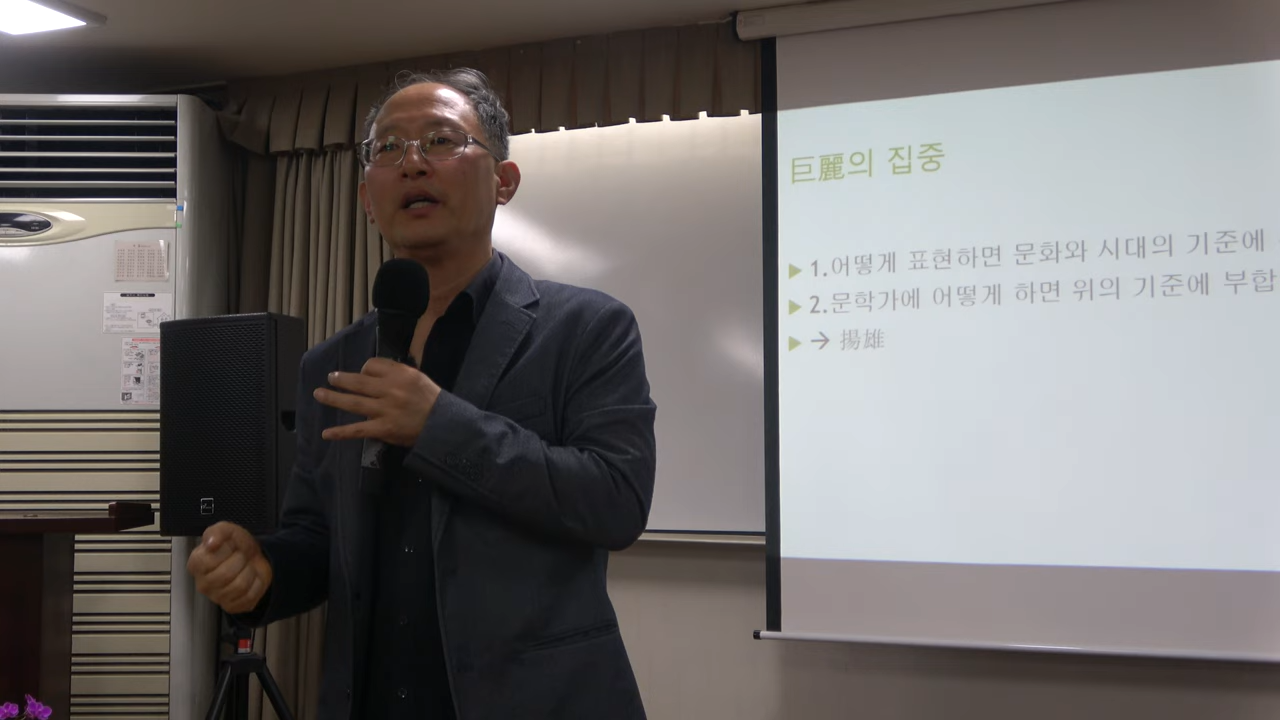 巨麗의 집중
1.어떻게 표현하면 문화와 시대의 기준에
2.문학가에 어떻게 하면 위의 기준에 부합
→ 揚雄